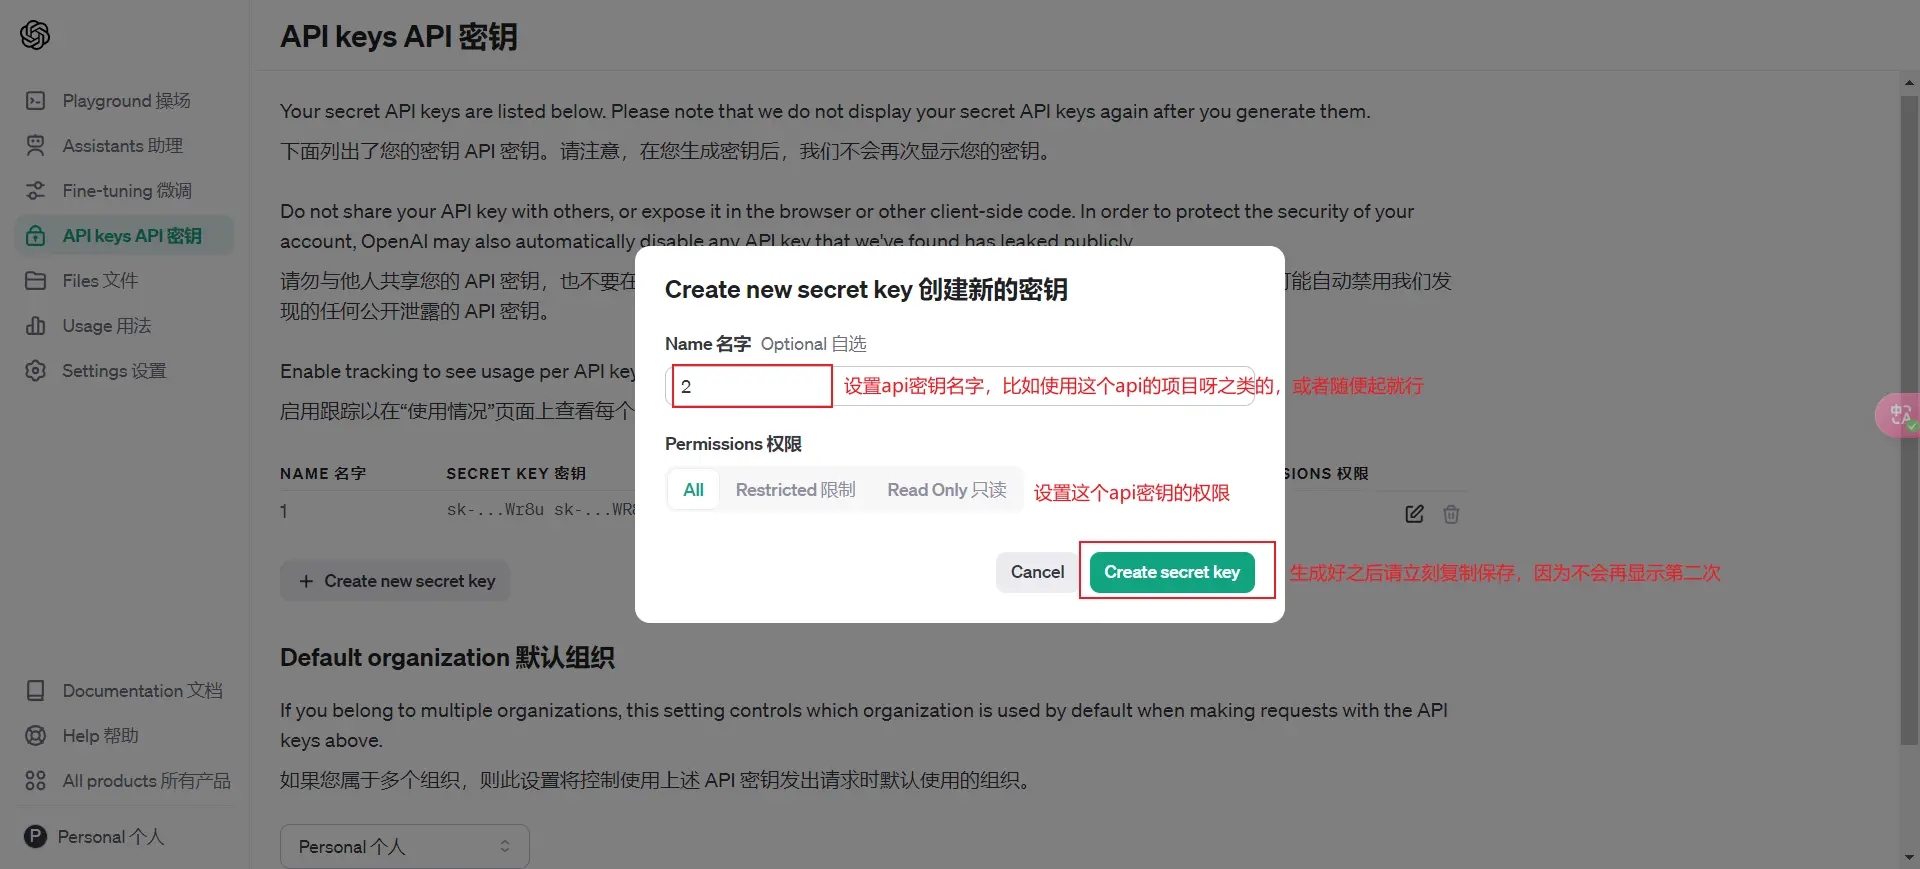 API keys API 密钥
Playground 操场
Assistants 助理
Fine-tuning 微调
API keys API 密钥
Files 文件
Usage 用法
Settings 设置
Documentation 文档
Help 帮助
All products 所有产品
P Personal 个人
Your secret API keys are listed below. Please note that we do not display your secret API keys again after you generate them.
下面列出了您的密钥 API 密钥。请注意，在您生成密钥后，我们不会再次显示您的密钥。
Do not share your API key with others, or expose it in the browser or other client-side code. In order to protect the security of your
account, OpenAI may also automatically disable any API key that we've found has leaked publicly.
请勿与他人共享您的 API 密钥，也不要在
可能自动禁用我们发
现的任何公开泄露的 API 密钥。
Enable tracking to see usage per API key
启用跟踪以在“使用情况”页面上查看每个
NAME 名字 SECRET KEY 密钥
SIONS 权限
1 sk-...Wr8u sk-...WR8
+ Create new secret key
Create new secret key 创建新的密钥
Name 名字 Optional 自选
2 设置api密钥名字，比如使用这个api的项目呀之类的，或者随便起就行
Permissions 权限
All Restricted 限制 Read Only 只读 设置这个api密钥的权限
Cancel Create secret key 生成好之后请立刻复制保存，因为不会再显示第二次
Default organization 默认组织
If you belong to multiple organizations, this setting controls which organization is used by default when making requests with the API
keys above.
如果您属于多个组织，则此设置将控制使用上述 API 密钥发出请求时默认使用的组织。
Personal 个人